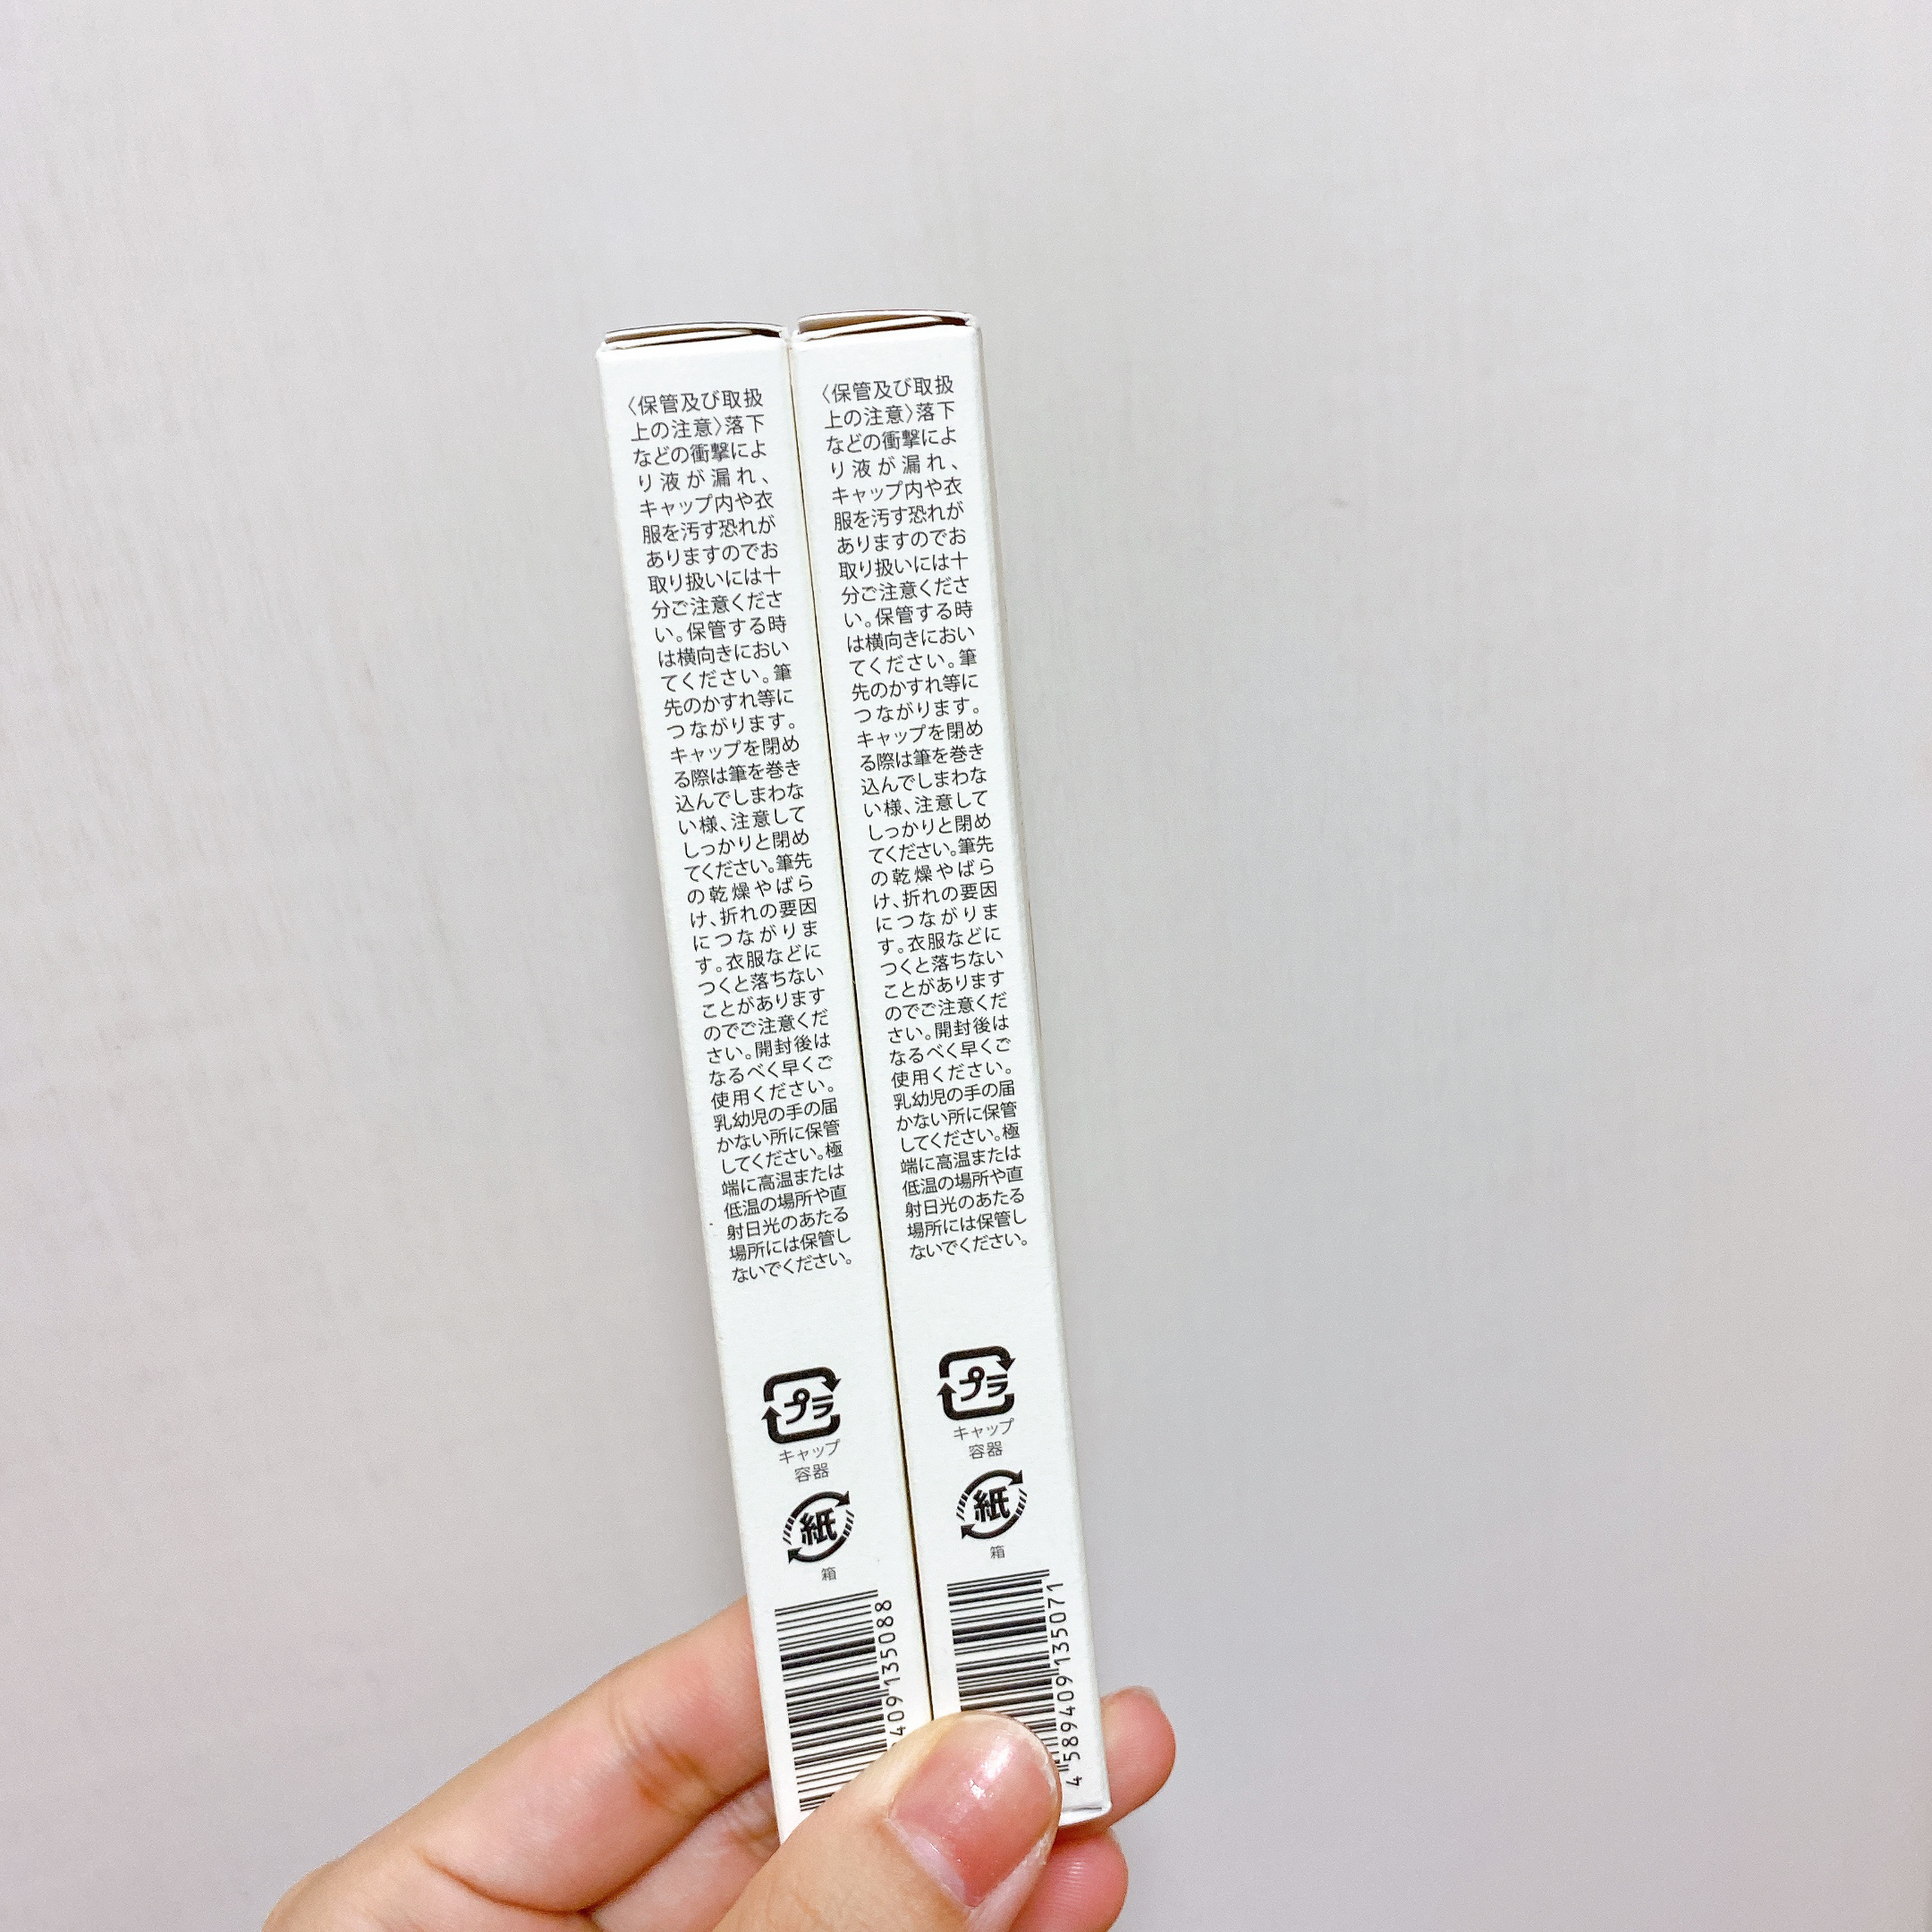 〈保管及び取扱
上の注意〉落下
などの衝撃によ
り液が漏れ、
キャップ内や衣
服を汚す恐れが
ありますのでお
取り扱いには十
分ご注意くださ
い。保管する時
は横向きにおい
てください。筆
先のかすれ等に
つながります。
キャップを閉め
る際は筆を巻き
込んでしまわな
い様、注意して
しっかりと閉め
てください。筆先
の乾燥やばら
け、折れの要因
につながりま
す。衣服などに
つくと落ちない
ことがあります
のでご注意くだ
さい。開封後は
なるべく早くご
使用ください。
乳幼児の手の届
かない所に保管
してください。極
端に高温または
低温の場所や直
射日光のあたる
場所には保管し
ないでください。
プラ
キャップ
容器
紙
箱
409135088
〈保管及び取扱
上の注意〉落下
などの衝撃によ
り液が漏れ、
キャップ内や衣
服を汚す恐れが
ありますのでお
取り扱いには十
分ご注意くださ
い。保管する時
は横向きにおい
てください。筆
先のかすれ等に
つながります。
キャップを閉め
る際は筆を巻き
込んでしまわな
い様、注意して
しっかりと閉め
てください。筆先
の乾燥やばら
け、折れの要因
につながりま
す。衣服などに
つくと落ちない
ことがあります
のでご注意くだ
さい。開封後は
なるべく早くご
使用ください。
乳幼児の手の届
かない所に保管
してください。極
端に高温または
低温の場所や直
射日光のあたる
場所には保管し
ないでください。
プラ
キャップ
容器
紙
箱
4589409135071